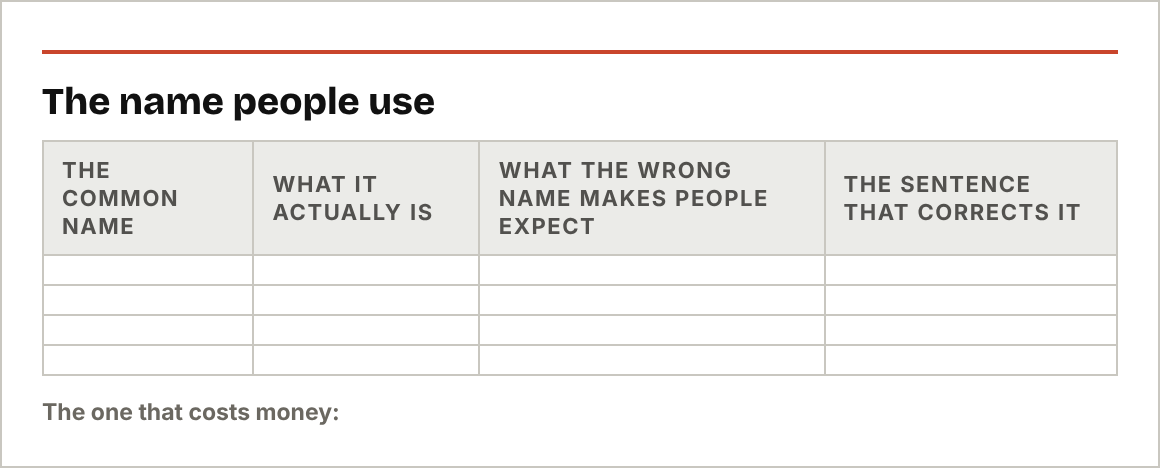 The name people use
THE
COMMON
NAME
WHAT IT
ACTUALLY IS
WHAT THE WRONG
NAME MAKES PEOPLE
EXPECT
THE SENTENCE
THAT CORRECTS IT
The one that costs money: